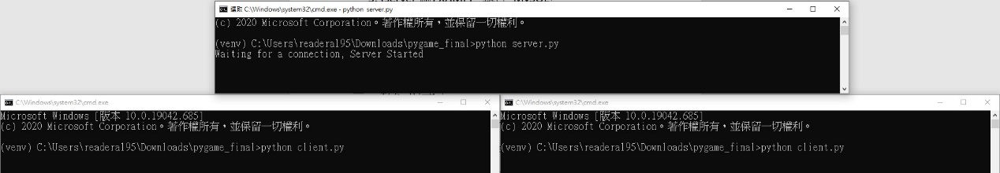 選取 C:\Windows\system32\cmd.exe - python server.py
(c) 2020 Microsoft Corporation。著作權所有，並保留一切權利。
(venv) C:\Users\readera195\Downloads\pygame_final>python server.py
Waiting for a connection, Server Started
C:\Windows\system32\cmd.exe
Microsoft Windows [版本 10.0.19042.685]
(c) 2020 Microsoft Corporation。著作權所有，並保留一切權利。
(venv) C:\Users\readera195\Downloads\pygame_final>python client.py
C:\Windows\system32\cmd.exe
Microsoft Windows [版本 10.0.19042.685]
(c) 2020 Microsoft Corporation。著作權所有，並保留一切權利。
(venv) C:\Users\readera195\Downloads\pygame_final>python client.py